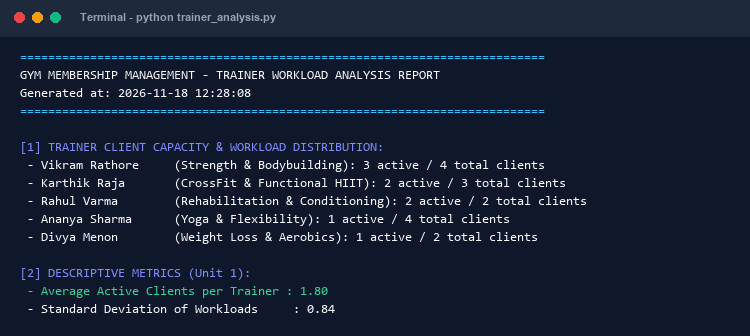 Terminal - python trainer_analysis.py
===========================================================================
GYM MEMBERSHIP MANAGEMENT - TRAINER WORKLOAD ANALYSIS REPORT
Generated at: 2026-11-18 12:28:08
===========================================================================
[1] TRAINER CLIENT CAPACITY & WORKLOAD DISTRIBUTION:
- Vikram Rathore     (Strength & Bodybuilding): 3 active / 4 total clients
- Karthik Raja       (CrossFit & Functional HIIT): 2 active / 3 total clients
- Rahul Varma        (Rehabilitation & Conditioning): 2 active / 2 total clients
- Ananya Sharma      (Yoga & Flexibility): 1 active / 4 total clients
- Divya Menon        (Weight Loss & Aerobics): 1 active / 2 total clients
[2] DESCRIPTIVE METRICS (Unit 1):
- Average Active Clients per Trainer : 1.80
- Standard Deviation of Workloads     : 0.84